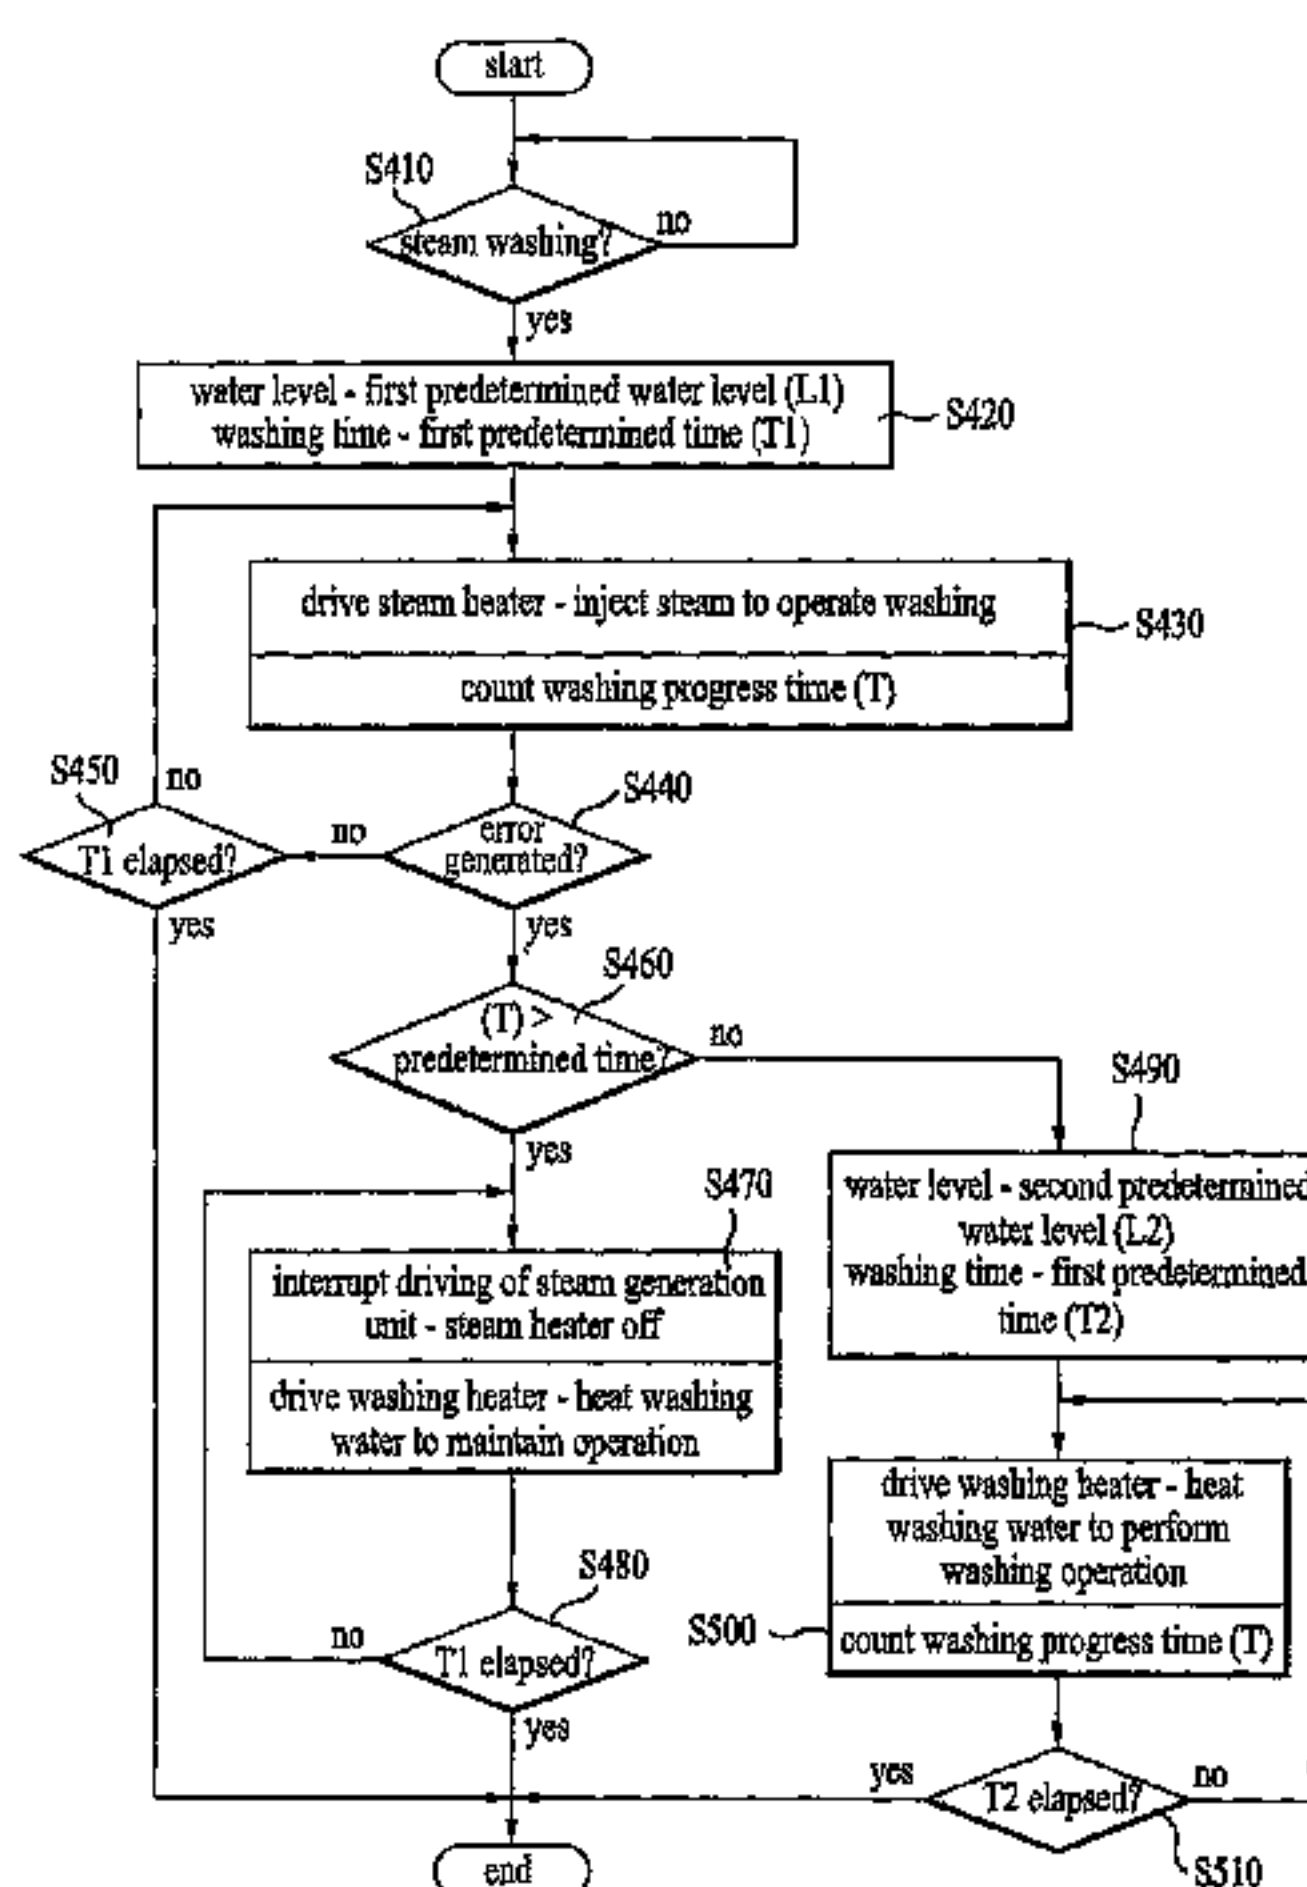 start
S410
steam washing?
no
yes
water level - first predetermined water level (L1)
washing time - first predetermined time (T1)
S420
drive steam heater - inject steam to operate washing
count washing progress time (T)
S430
S450
no
S440
T1 elapsed?
no
error
generated?
yes
yes
S460
(T) >
predetermined time?
no
S490
yes
S470
water level - second predetermined
water level (L2)
washing time - first predetermined
time (T2)
interrupt driving of steam generation
unit - steam heater off
drive washing heater - heat washing
water to maintain operation
drive washing heater - heat
washing water to perform
washing operation
S500
count washing progress time (T)
S480
no
T1 elapsed?
yes
yes
T2 elapsed?
no
S510
end